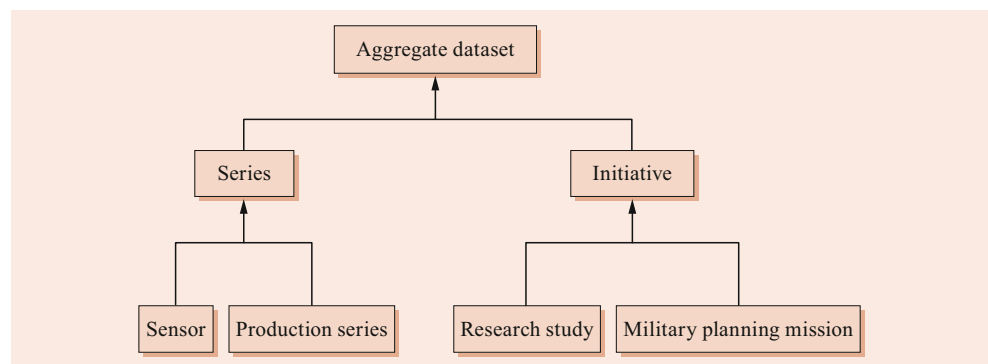 Aggregate dataset
Series
Initiative
Sensor
Production series
Research study
Military planning mission